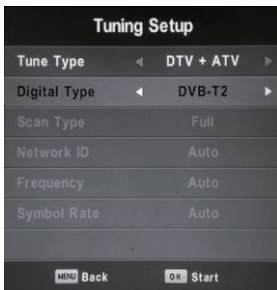 Tuning Setup
Tune Type DTV + ATV
Digital Type DVB-T2
Scan Type Full
Network ID Auto
Frequency Auto
Symbol Rate Auto
MENU Back OK Start